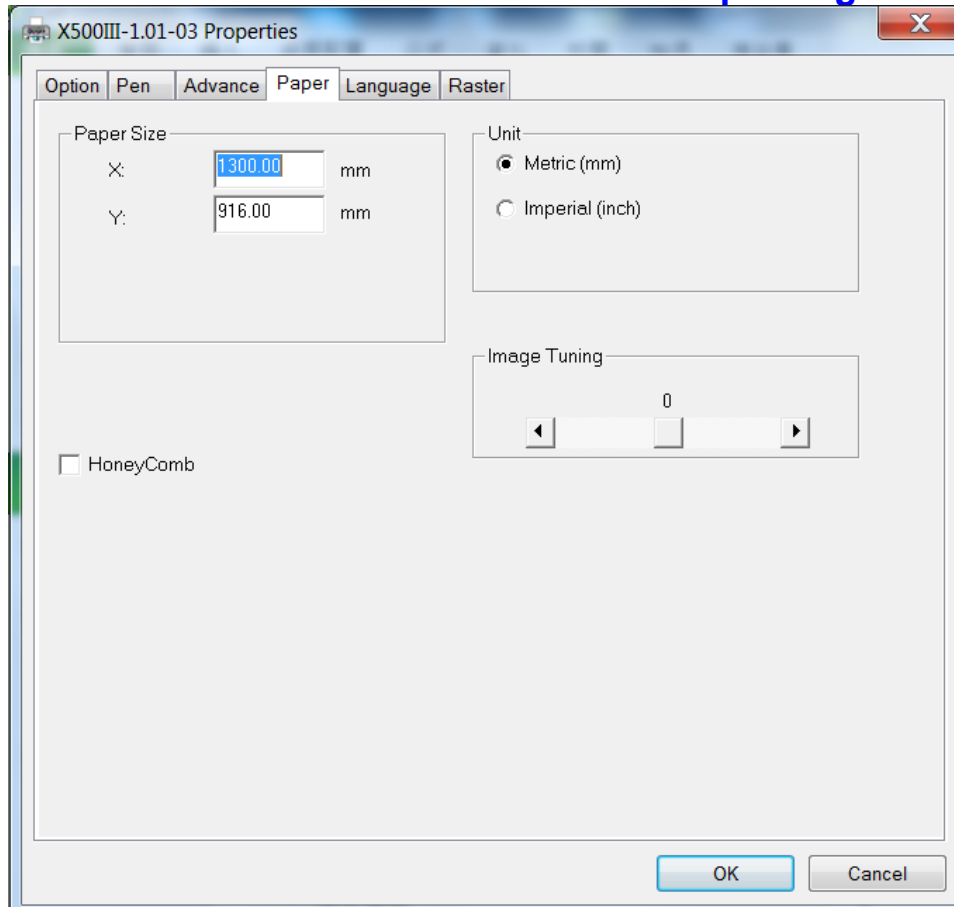 X500III-1.01-03 Properties
Option Pen Advance Paper Language Raster
Paper Size
X: 1300.00 mm
Y: 916.00 mm
Unit
Metric (mm)
Imperial (inch)
Image Tuning
0
HoneyComb
OK Cancel